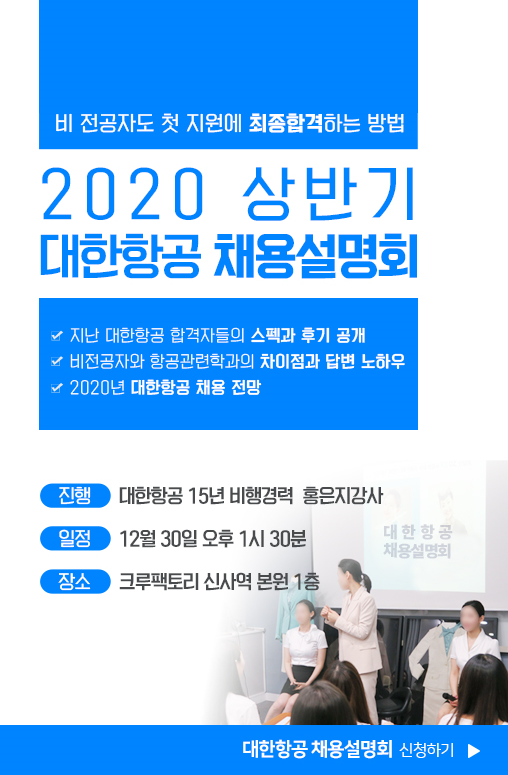 비 전공자도 첫 지원에 최종합격하는 방법
2020 상반기
대한항공 채용설명회
지난 대한항공 합격자들의 스펙과 후기 공개
비전공자와 항공관련학과의 차이점과 답변 노하우
2020년 대한항공 채용 전망
진행 대한항공 15년 비행경력 홍은지강사
일정 12월 30일 오후 1시 30분
장소 크루팩토리 신사역 본원 1층
대한항공
채용설명회
대한항공 채용설명회 신청하기 ▶